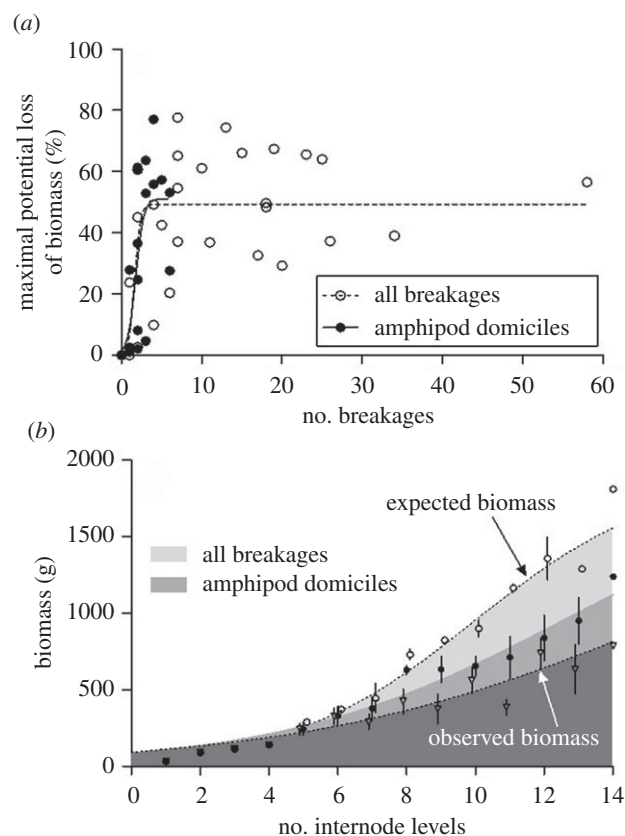 (a)
100
80
60
40
20
0
maximal potential loss
of biomass (%)
all breakages
amphipod domiciles
0 10 20 30 40 50 60
no. breakages
(b)
2000
1500
1000
500
0
biomass (g)
expected biomass
all breakages
amphipod domiciles
observed biomass
0 2 4 6 8 10 12 14
no. internode levels